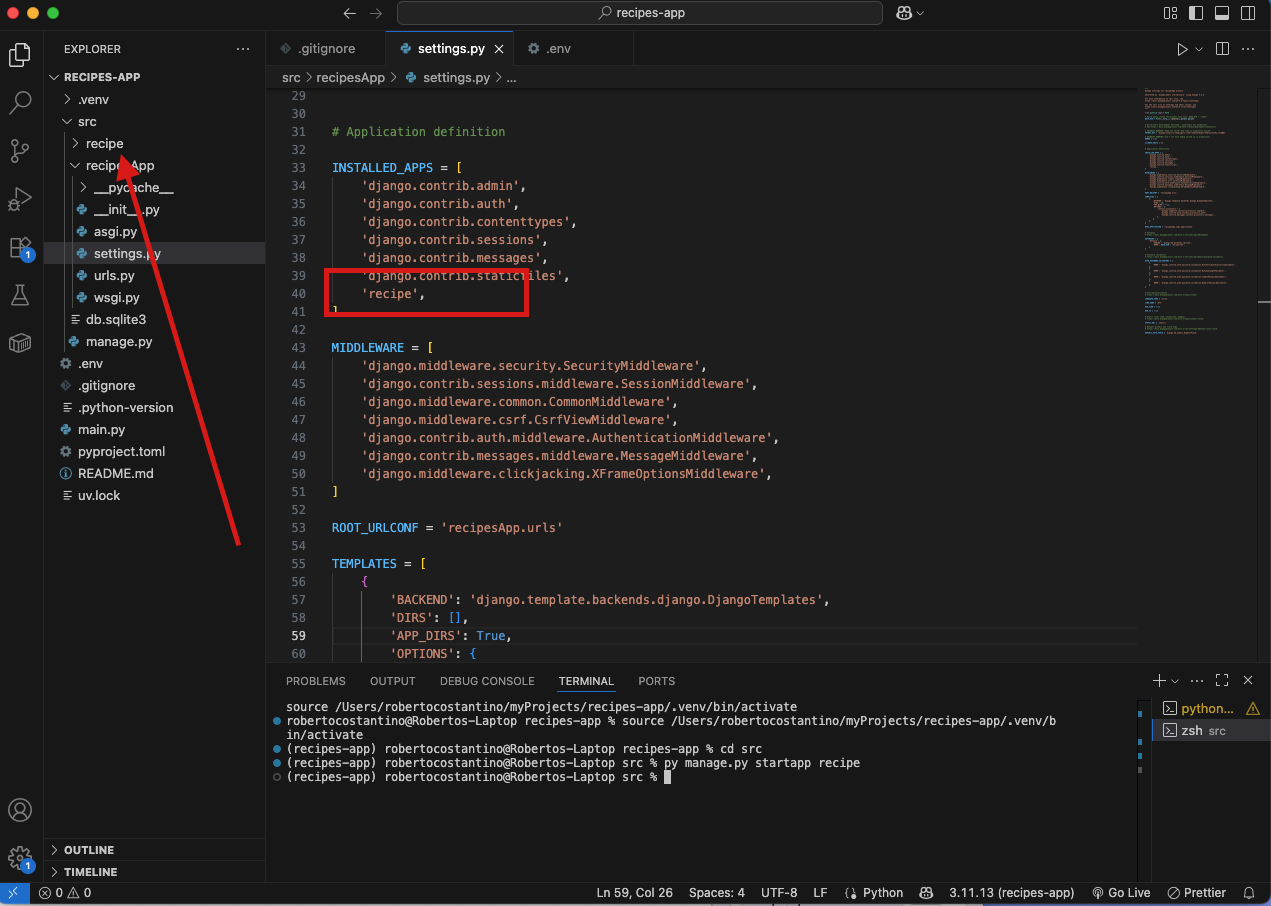 recipes-app
EXPLORER
RECIPES-APP
.venv
src
recipe
recipesApp
__pycache__
__init__.py
asgi.py
settings.py
urls.py
wsgi.py
db.sqlite3
manage.py
.env
.gitignore
.python-version
main.py
pyproject.toml
README.md
uv.lock
OUTLINE
TIMELINE
1
1
.gitignore
settings.py
.env
src > recipesApp > settings.py > ...
29
30
31 # Application definition
32
33 INSTALLED_APPS = [
34 'django.contrib.admin',
35 'django.contrib.auth',
36 'django.contrib.contenttypes',
37 'django.contrib.sessions',
38 'django.contrib.messages',
39 'django.contrib.staticfiles',
40 'recipe',
41 ]
42
43 MIDDLEWARE = [
44 'django.middleware.security.SecurityMiddleware',
45 'django.contrib.sessions.middleware.SessionMiddleware',
46 'django.middleware.common.CommonMiddleware',
47 'django.middleware.csrf.CsrfViewMiddleware',
48 'django.contrib.auth.middleware.AuthenticationMiddleware',
49 'django.contrib.messages.middleware.MessageMiddleware',
50 'django.middleware.clickjacking.XFrameOptionsMiddleware',
51 ]
52
53 ROOT_URLCONF = 'recipesApp.urls'
54
55 TEMPLATES = [
56 {
57 'BACKEND': 'django.template.backends.django.DjangoTemplates',
58 'DIRS': [],
59 'APP_DIRS': True,
60 'OPTIONS': {
PROBLEMS OUTPUT DEBUG CONSOLE TERMINAL PORTS
source /Users/robertocostantino/myProjects/recipes-app/.venv/bin/activate
robertocostantino@Robertos-Laptop recipes-app % source /Users/robertocostantino/myProjects/recipes-app/.venv/b
in/activate
(recipes-app) robertocostantino@Robertos-Laptop recipes-app % cd src
(recipes-app) robertocostantino@Robertos-Laptop src % py manage.py startapp recipe
(recipes-app) robertocostantino@Robertos-Laptop src %
python...
zsh src
0 0
Ln 59, Col 26 Spaces: 4 UTF-8 LF Python 3.11.13 (recipes-app) Go Live Prettier